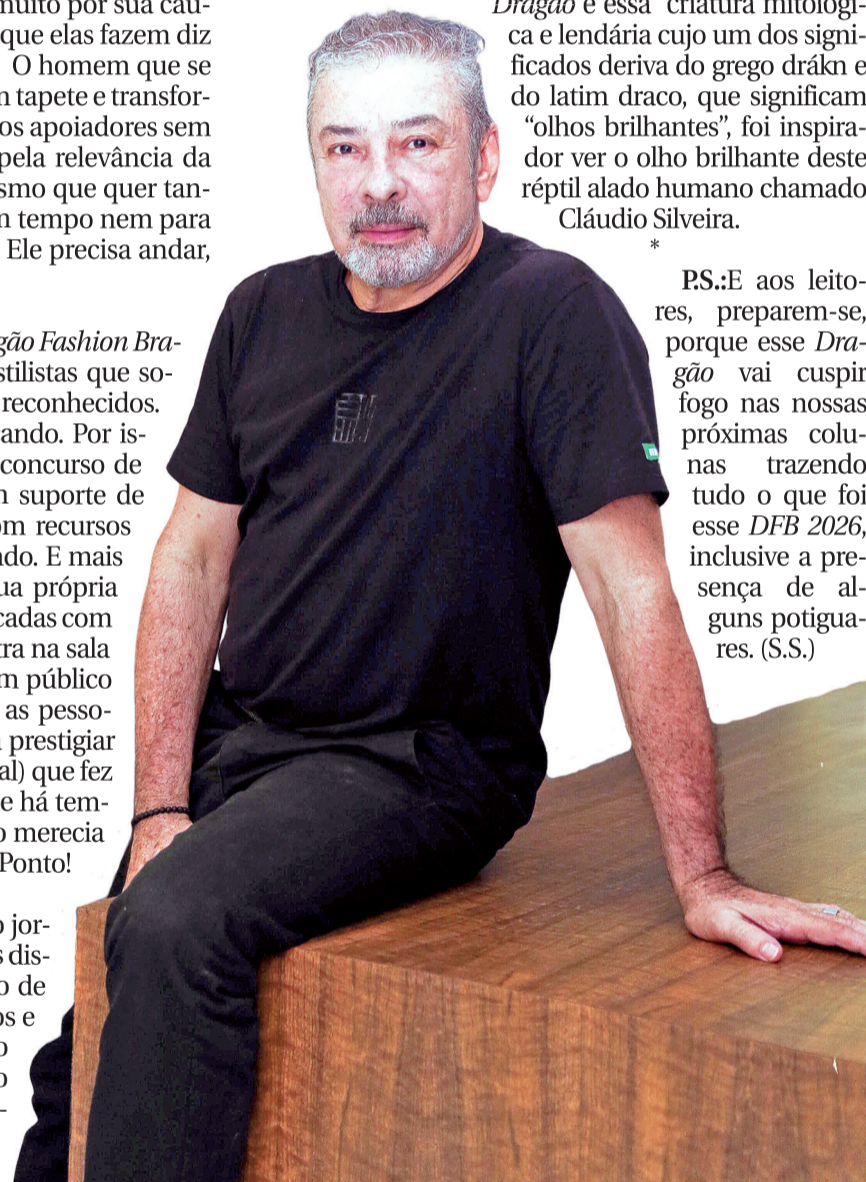 muito por sua cau-
que elas fazem diz
O homem que se
tapete e transfor-
os apoiadores sem
pela relevância da
smo que quer tan-
tempo nem para
Ele precisa andar,
gão Fashion Bra-
stilistas que so-
reconhecidos.
ando. Por is-
concurso de
suporte de
om recursos
ndo. E mais
ua própria
cadas com
tra na sala
m público
as pesso-
prestigiar
al) que fez
e há tem-
o merecia
Ponto!
o jor-
s dis-
o de
os e
o
o
-
Dragão é essa criatura mitológi-
ca e lendária cujo um dos signi-
ficados deriva do grego drákn e
do latim draco, que significam
“olhos brilhantes”, foi inspira-
dor ver o olho brilhante deste
réptil alado humano chamado
Cláudio Silveira.
*
P.S.:E aos leito-
res, preparem-se,
porque esse Dra-
gão vai cuspir
fogo nas nossas
próximas colu-
nas trazendo
tudo o que foi
esse DFB 2026,
inclusive a pre-
sença de al-
guns potigua-
res. (S.S.)